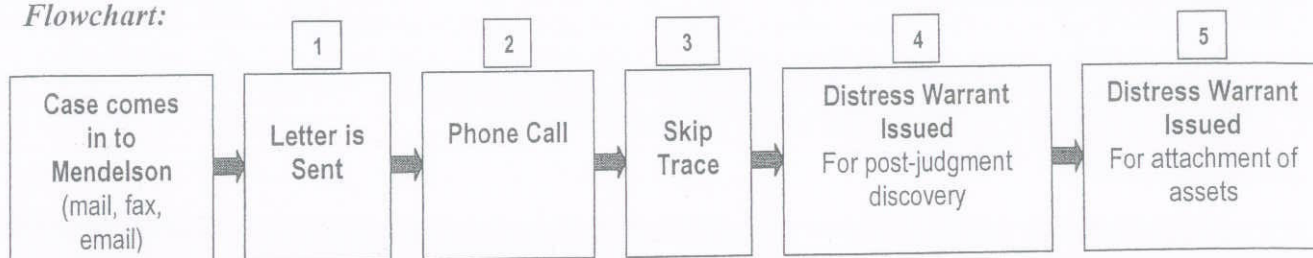 Flowchart:
1
2
3
4
5
Case comes
in to
Mendelson
(mail, fax,
email)
Letter is
Sent
Phone Call
Skip
Trace
Distress Warrant
Issued
For post-judgment
discovery
Distress Warrant
Issued
For attachment of
assets